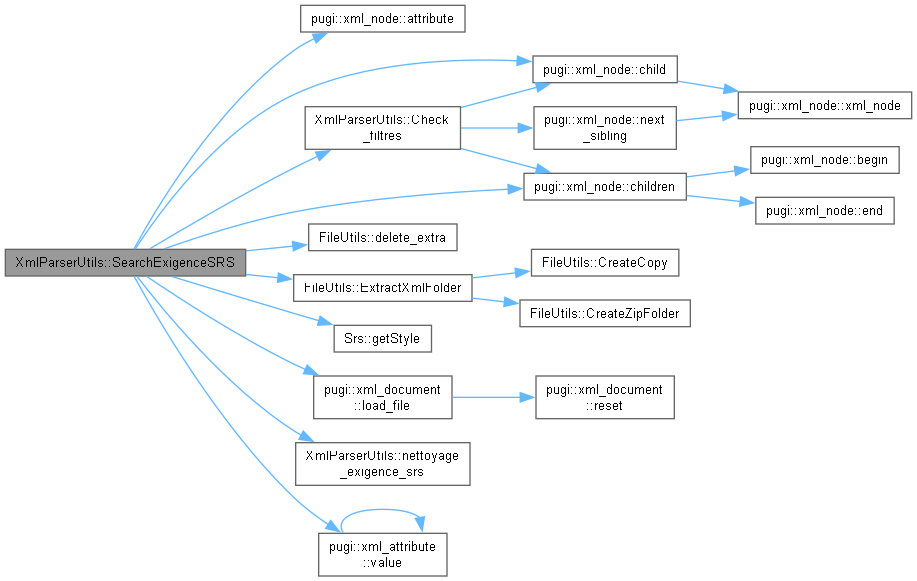 pugi::xml_node::attribute
pugi::xml_node::child
pugi::xml_node::xml_node
XmlParserUtils::Check
_filtres
pugi::xml_node::next
_sibling
pugi::xml_node::begin
pugi::xml_node::children
pugi::xml_node::end
FileUtils::delete_extra
XmlParserUtils::SearchExigenceSRS
FileUtils::CreateCopy
FileUtils::ExtractXmlFolder
FileUtils::CreateZipFolder
Srs::getStyle
pugi::xml_document
::load_file
pugi::xml_document
::reset
XmlParserUtils::nettoyage
_exigence_srs
pugi::xml_attribute
::value